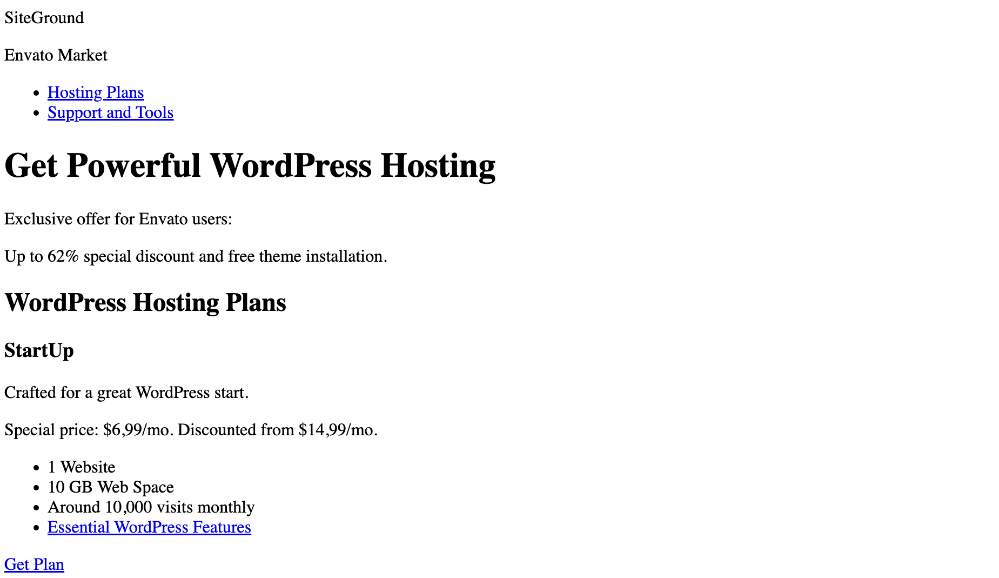 SiteGround
Envato Market
Hosting Plans
Support and Tools
Get Powerful WordPress Hosting
Exclusive offer for Envato users:
Up to 62% special discount and free theme installation.
WordPress Hosting Plans
StartUp
Crafted for a great WordPress start.
Special price: $6,99/mo. Discounted from $14,99/mo.
1 Website
10 GB Web Space
Around 10,000 visits monthly
Essential WordPress Features
Get Plan